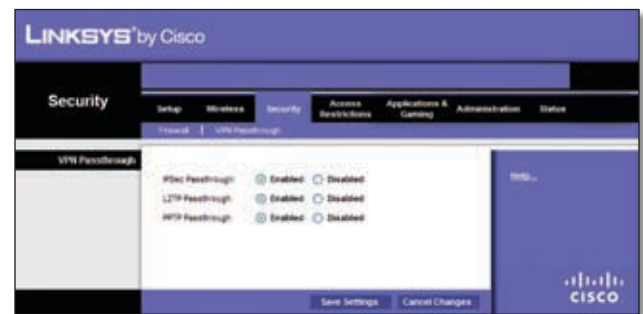 LINKSYS® by Cisco
Security
Setup Wireless Security Access Restrictions Applications & Gaming Administration Status
Firewall | VPN Passthrough
VPN Passthrough
IPSec Passthrough: Enabled Disabled
L2TP Passthrough: Enabled Disabled
PPTP Passthrough: Enabled Disabled
Help...
Save Settings Cancel Changes
CISCO